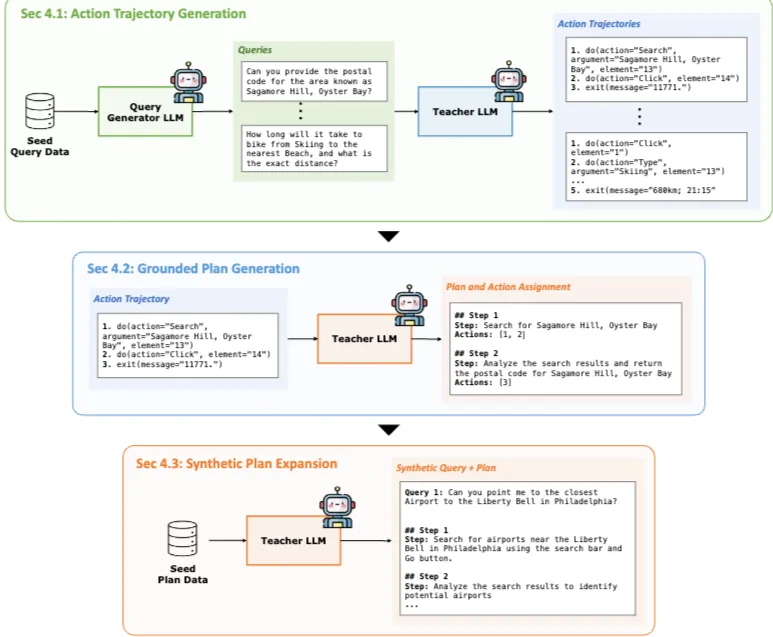 Sec 4.1: Action Trajectory Generation
Seed
Query Data
Query
Generator LLM
Queries
Can you provide the postal
code for the area known as
Sagamore Hill, Oyster Bay?
How long will it take to
bike from Skiing to the
nearest Beach, and what is
the exact distance?
Teacher LLM
Action Trajectories
1. do(action="Search",
argument="Sagamore Hill, Oyster
Bay", element="13")
2. do(action="Click", element="14")
3. exit(message="11771.")
1. do(action="Click",
element="1")
2. do(action="Type",
argument="Skiing", element="13")
...
5. exit(message="680km; 21:15"
Sec 4.2: Grounded Plan Generation
Action Trajectory
1. do(action="Search",
argument="Sagamore Hill, Oyster
Bay", element="13")
2. do(action="Click", element="14")
3. exit(message="11771.")
Teacher LLM
Plan and Action Assignment
## Step 1
Step: Search for Sagamore Hill, Oyster Bay
Actions: [1, 2]
## Step 2
Step: Analyze the search results and return
the postal code for Sagamore Hill, Oyster Bay
Actions: [3]
Sec 4.3: Synthetic Plan Expansion
Seed
Plan Data
Teacher LLM
Synthetic Query + Plan
Query 1: Can you point me to the closest
Airport to the Liberty Bell in Philadelphia?
## Step 1
Step: Search for airports near the Liberty
Bell in Philadelphia using the search bar and
Go button.
## Step 2
Step: Analyze the search results to identify
potential airports
...